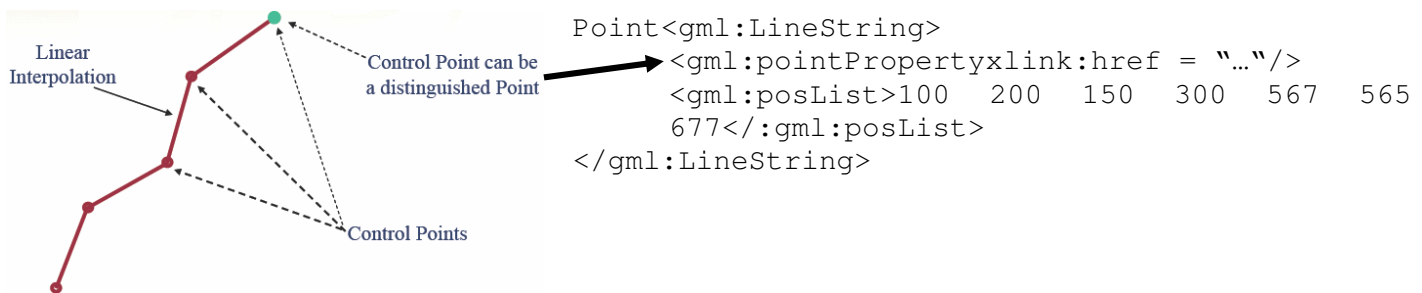 Linear
Interpolation
Control Point can be
a distinguished Point
Control Points
Point<gml:LineString>
<gml:pointPropertyxlink:href = “…“/>
<gml:posList>100 200 150 300 567 565
677</:gml:posList>
</gml:LineString>